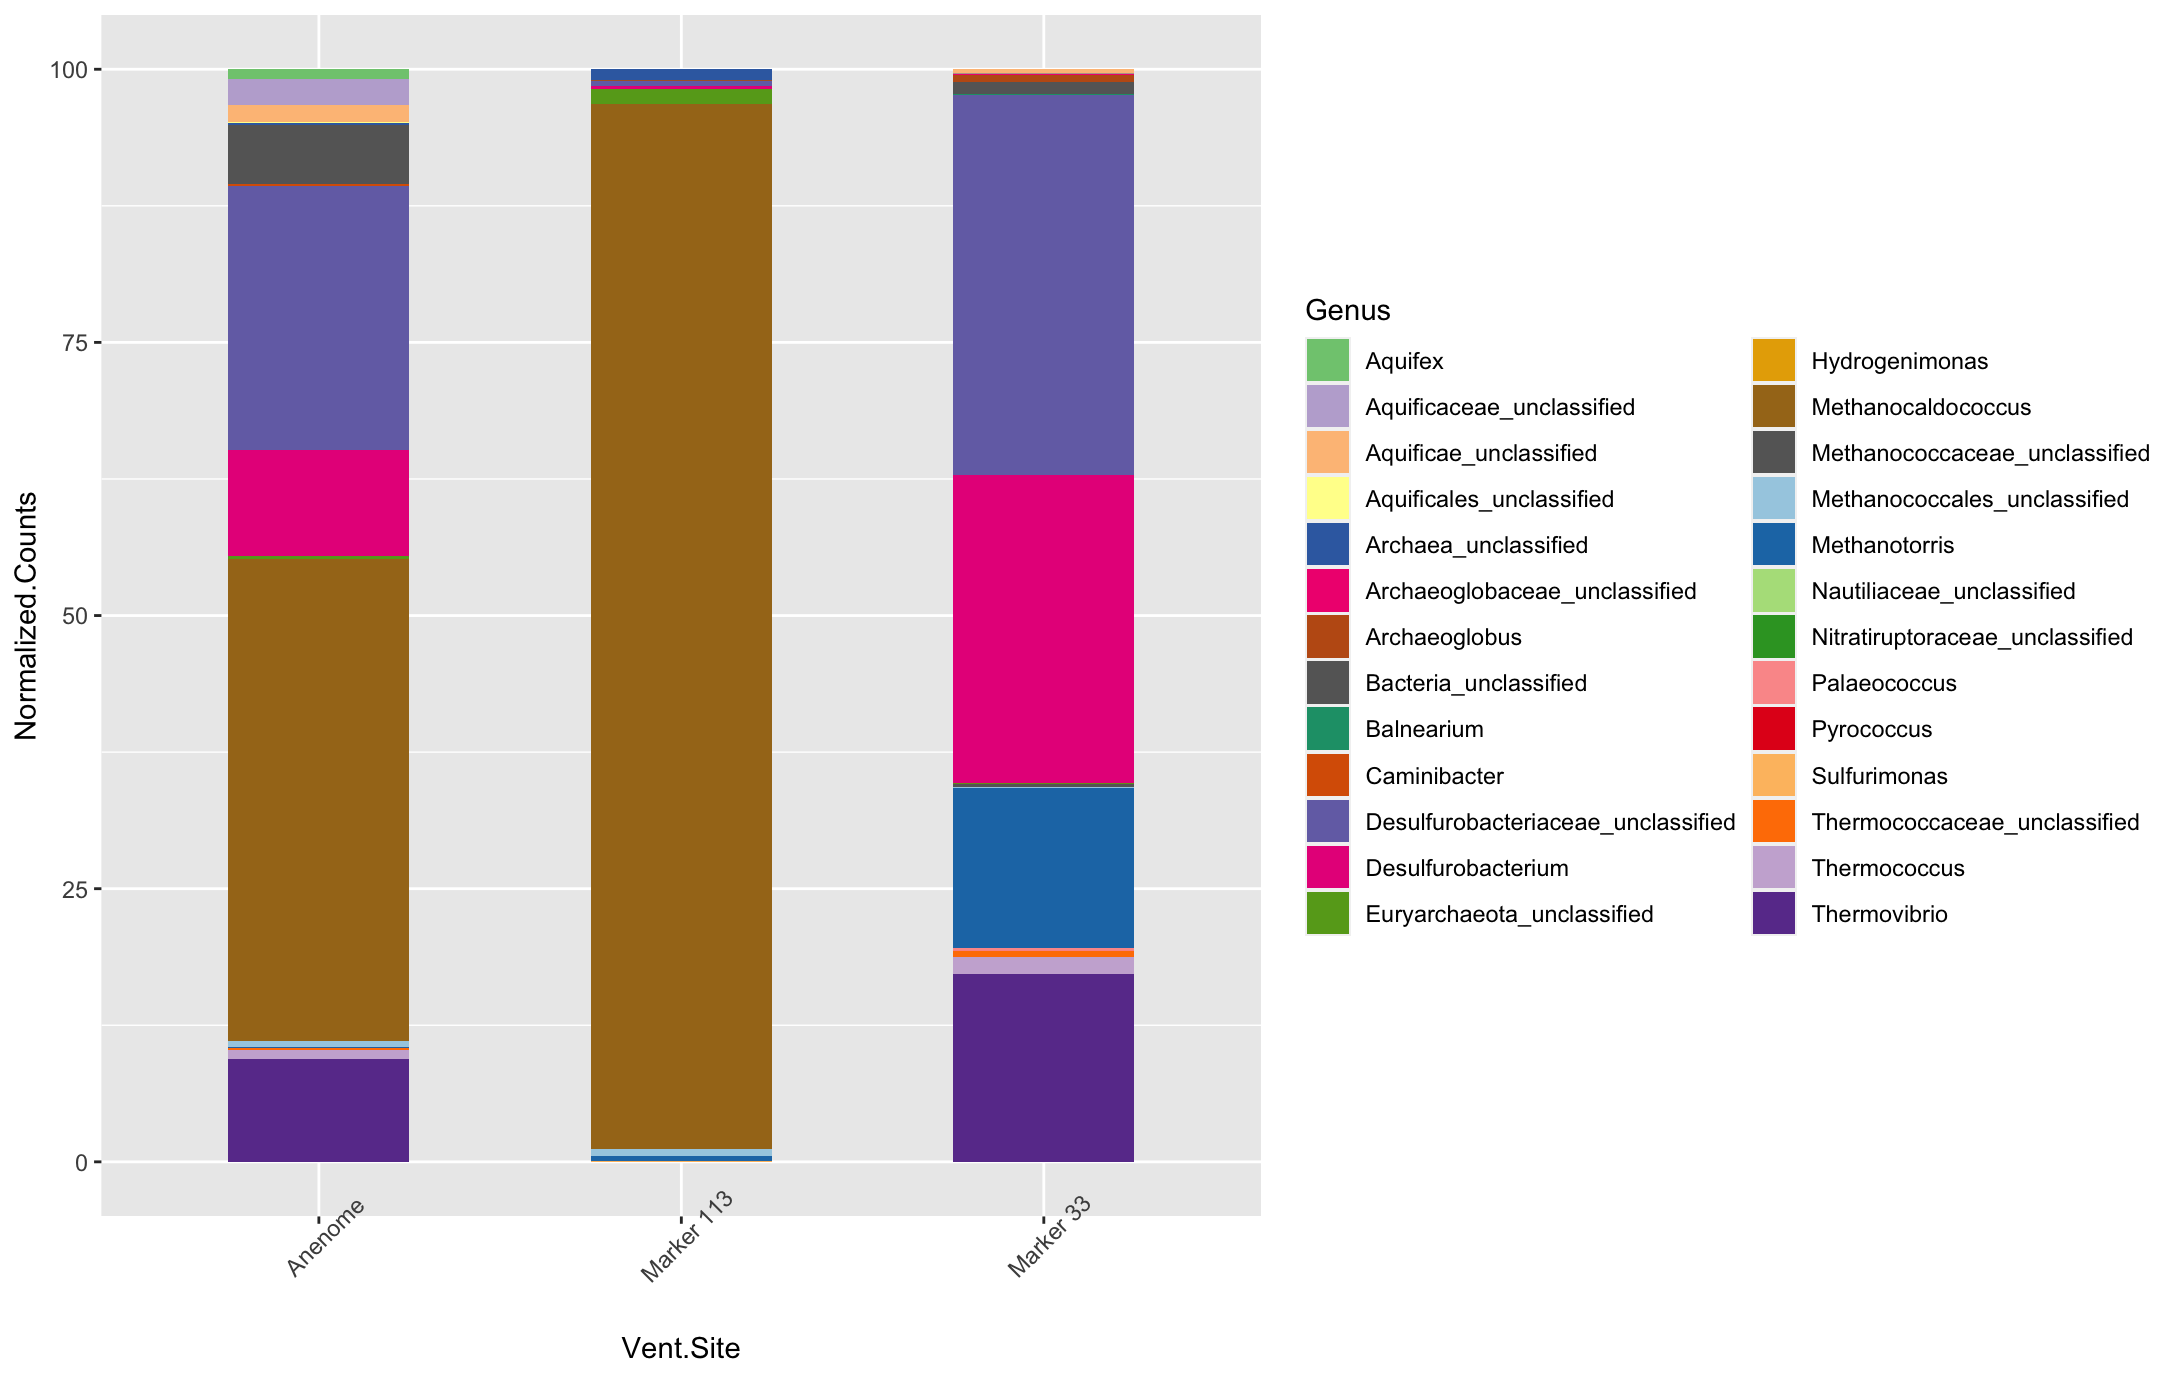 100
75
50
25
0
Normalized.Counts
Anenome
Marker 113
Marker 33
Vent.Site
Genus
Aquifex
Aquificaceae_unclassified
Aquificae_unclassified
Aquificales_unclassified
Archaea_unclassified
Archaeoglobaceae_unclassified
Archaeoglobus
Bacteria_unclassified
Balnearium
Caminibacter
Desulfurobacteriaceae_unclassified
Desulfurobacterium
Euryarchaeota_unclassified
Hydrogenimonas
Methanocaldococcus
Methanococcaceae_unclassified
Methanococcales_unclassified
Methanotorris
Nautiliaceae_unclassified
Nitratiruptoraceae_unclassified
Palaeococcus
Pyrococcus
Sulfurimonas
Thermococcaceae_unclassified
Thermococcus
Thermovibrio